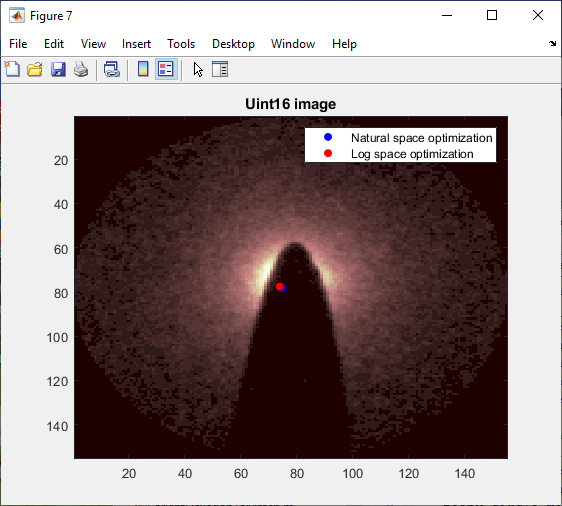 Figure 7
File Edit View Insert Tools Desktop Window Help
Uint16 image
Natural space optimization
Log space optimization
20
40
60
80
100
120
140
20 40 60 80 100 120 140